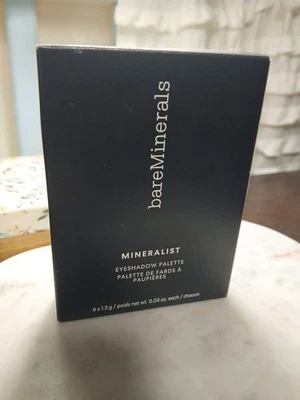 bareMinerals
MINERALIST
EYESHADOW PALETTE
PALETTE DE FARDS À
PAUPIÈRES
6 x 1.3 g / poids net wt. 0.04 oz. each / chacun